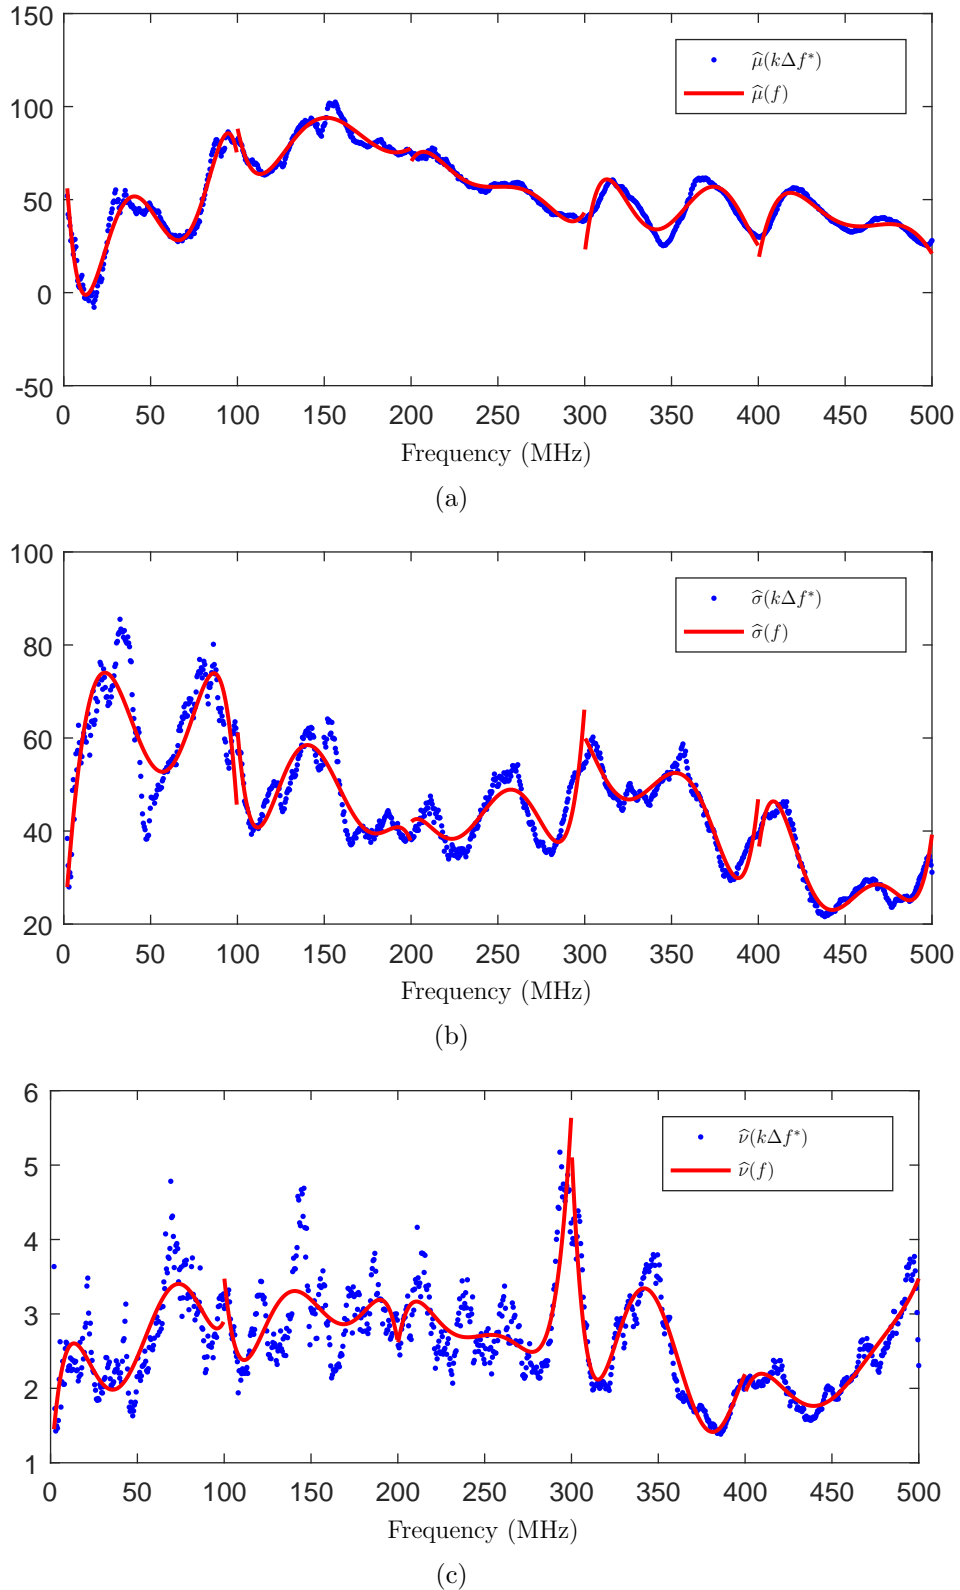 150
100
50
0
-50
0 50 100 150 200 250 300 350 400 450 500
μ̂(kΔf*)
μ̂(f)
Frequency (MHz)
(a)
100
80
60
40
20
0 50 100 150 200 250 300 350 400 450 500
σ̂(kΔf*)
σ̂(f)
Frequency (MHz)
(b)
6
5
4
3
2
1
0 50 100 150 200 250 300 350 400 450 500
ν̂(kΔf*)
ν̂(f)
Frequency (MHz)
(c)